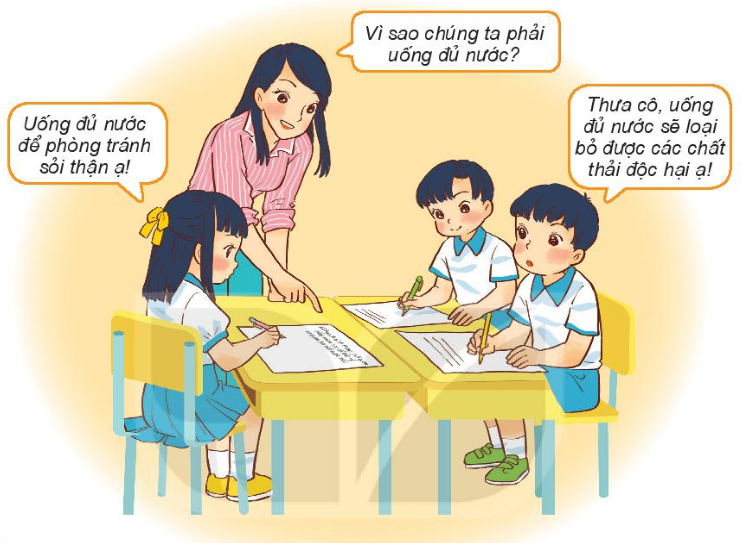 Vì sao chúng ta phải
uống đủ nước?
Uống đủ nước
để phòng tránh
sỏi thận ạ!
Thưa cô, uống
đủ nước sẽ loại
bỏ được các chất
thải độc hại ạ!